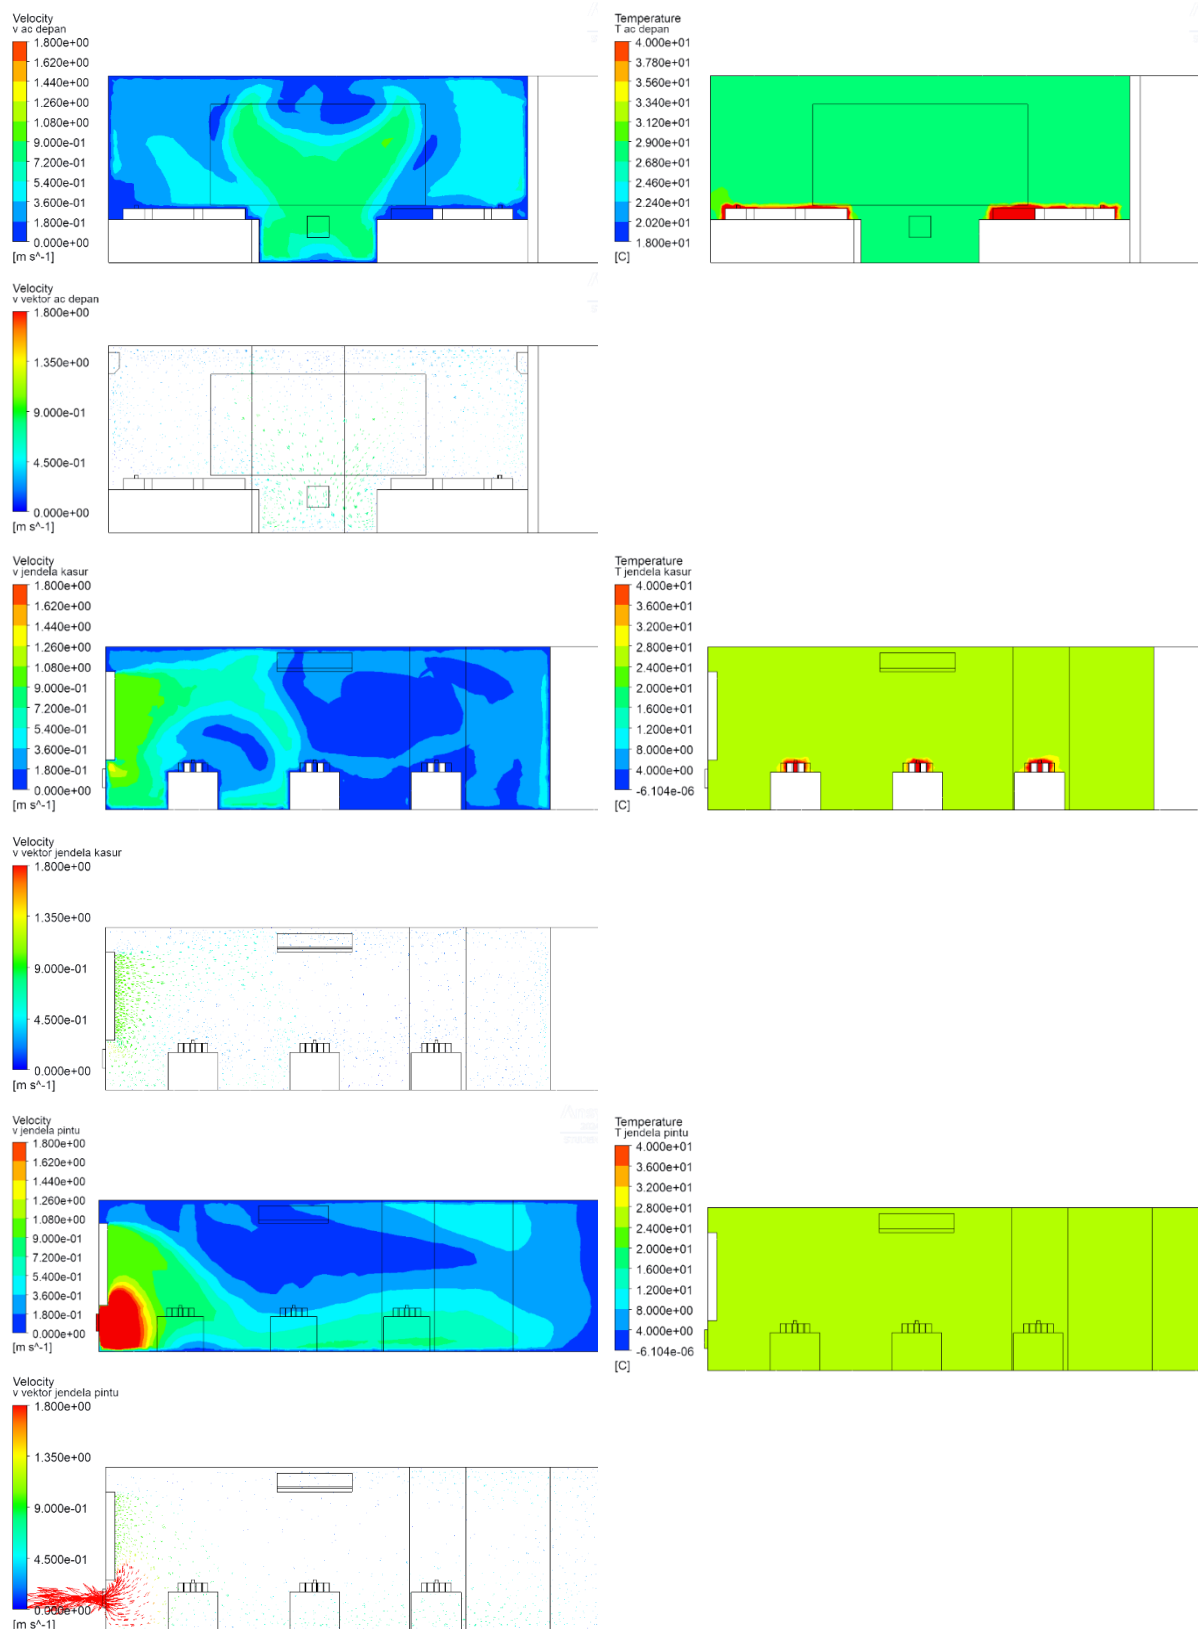 Velocity
v ac depan
1.800e+00
1.620e+00
1.440e+00
1.260e+00
1.080e+00
9.000e-01
7.200e-01
5.400e-01
3.600e-01
1.800e-01
0.000e+00
[m s^-1]
Temperature
T ac depan
4.000e+01
3.780e+01
3.560e+01
3.340e+01
3.120e+01
2.900e+01
2.680e+01
2.460e+01
2.240e+01
2.020e+01
1.800e+01
[C]
Velocity
v vektor ac depan
1.800e+00
1.350e+00
9.000e-01
4.500e-01
0.000e+00
[m s^-1]
Velocity
v jendela kasur
1.800e+00
1.620e+00
1.440e+00
1.260e+00
1.080e+00
9.000e-01
7.200e-01
5.400e-01
3.600e-01
1.800e-01
0.000e+00
[m s^-1]
Temperature
T jendela kasur
4.000e+01
3.600e+01
3.200e+01
2.800e+01
2.400e+01
2.000e+01
1.600e+01
1.200e+01
8.000e+00
4.000e+00
-6.104e-06
[C]
Velocity
v vektor jendela kasur
1.800e+00
1.350e+00
9.000e-01
4.500e-01
0.000e+00
[m s^-1]
Velocity
v jendela pintu
1.800e+00
1.620e+00
1.440e+00
1.260e+00
1.080e+00
9.000e-01
7.200e-01
5.400e-01
3.600e-01
1.800e-01
0.000e+00
[m s^-1]
Temperature
T jendela pintu
4.000e+01
3.600e+01
3.200e+01
2.800e+01
2.400e+01
2.000e+01
1.600e+01
1.200e+01
8.000e+00
4.000e+00
-6.104e-06
[C]
Velocity
v vektor jendela pintu
1.800e+00
1.350e+00
9.000e-01
4.500e-01
0.000e+00
[m s^-1]